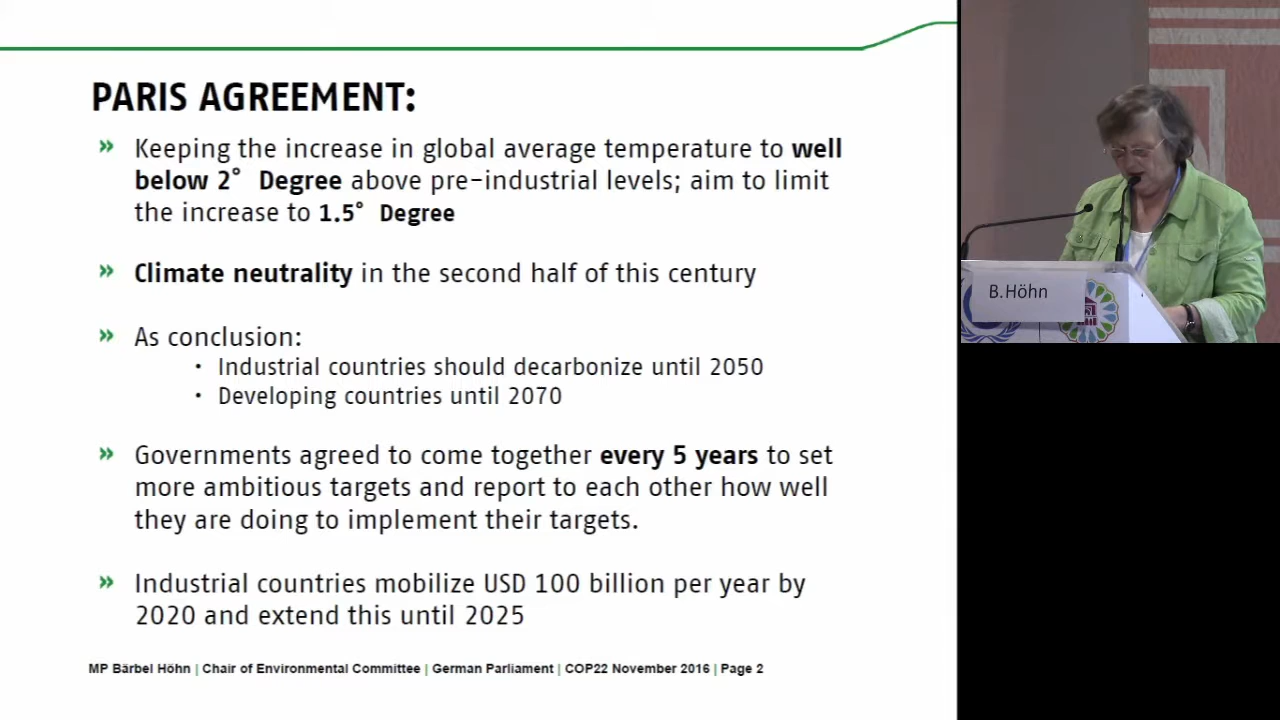 PARIS AGREEMENT:
» Keeping the increase in global average temperature to well
below 2° Degree above pre-industrial levels; aim to limit
the increase to 1.5° Degree
» Climate neutrality in the second half of this century
» As conclusion:
• Industrial countries should decarbonize until 2050
• Developing countries until 2070
» Governments agreed to come together every 5 years to set
more ambitious targets and report to each other how well
they are doing to implement their targets.
» Industrial countries mobilize USD 100 billion per year by
2020 and extend this until 2025
MP Bärbel Höhn | Chair of Environmental Committee | German Parliament | COP22 November 2016 | Page 2
B.Höhn